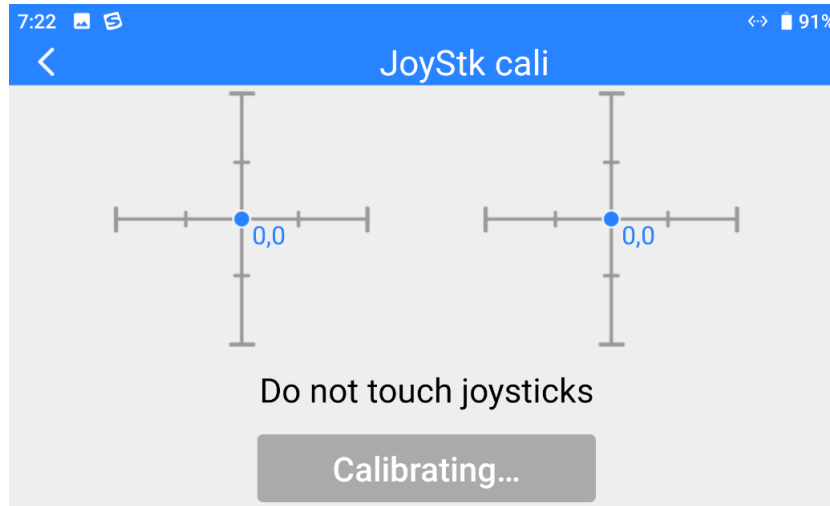 7:22 91%
JoyStk cali
0,0 0,0
Do not touch joysticks
Calibrating...